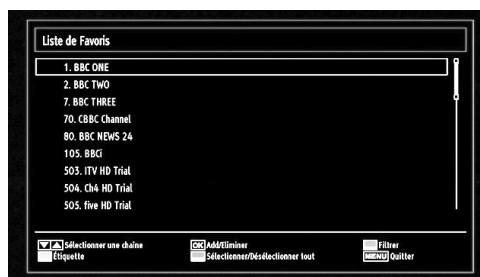 Liste de Favoris
1. BBC ONE
2. BBC TWO
7. BBC THREE
70. CBBC Channel
80. BBC NEWS 24
105. BBCi
503. ITV HD Trial
504. Ch4 HD Trial
505. five HD Trial
Sélectionner une chaîne OK Add/Eliminer Filtrer
Étiquette Sélectionner/Désélectionner tout MENU Quitter